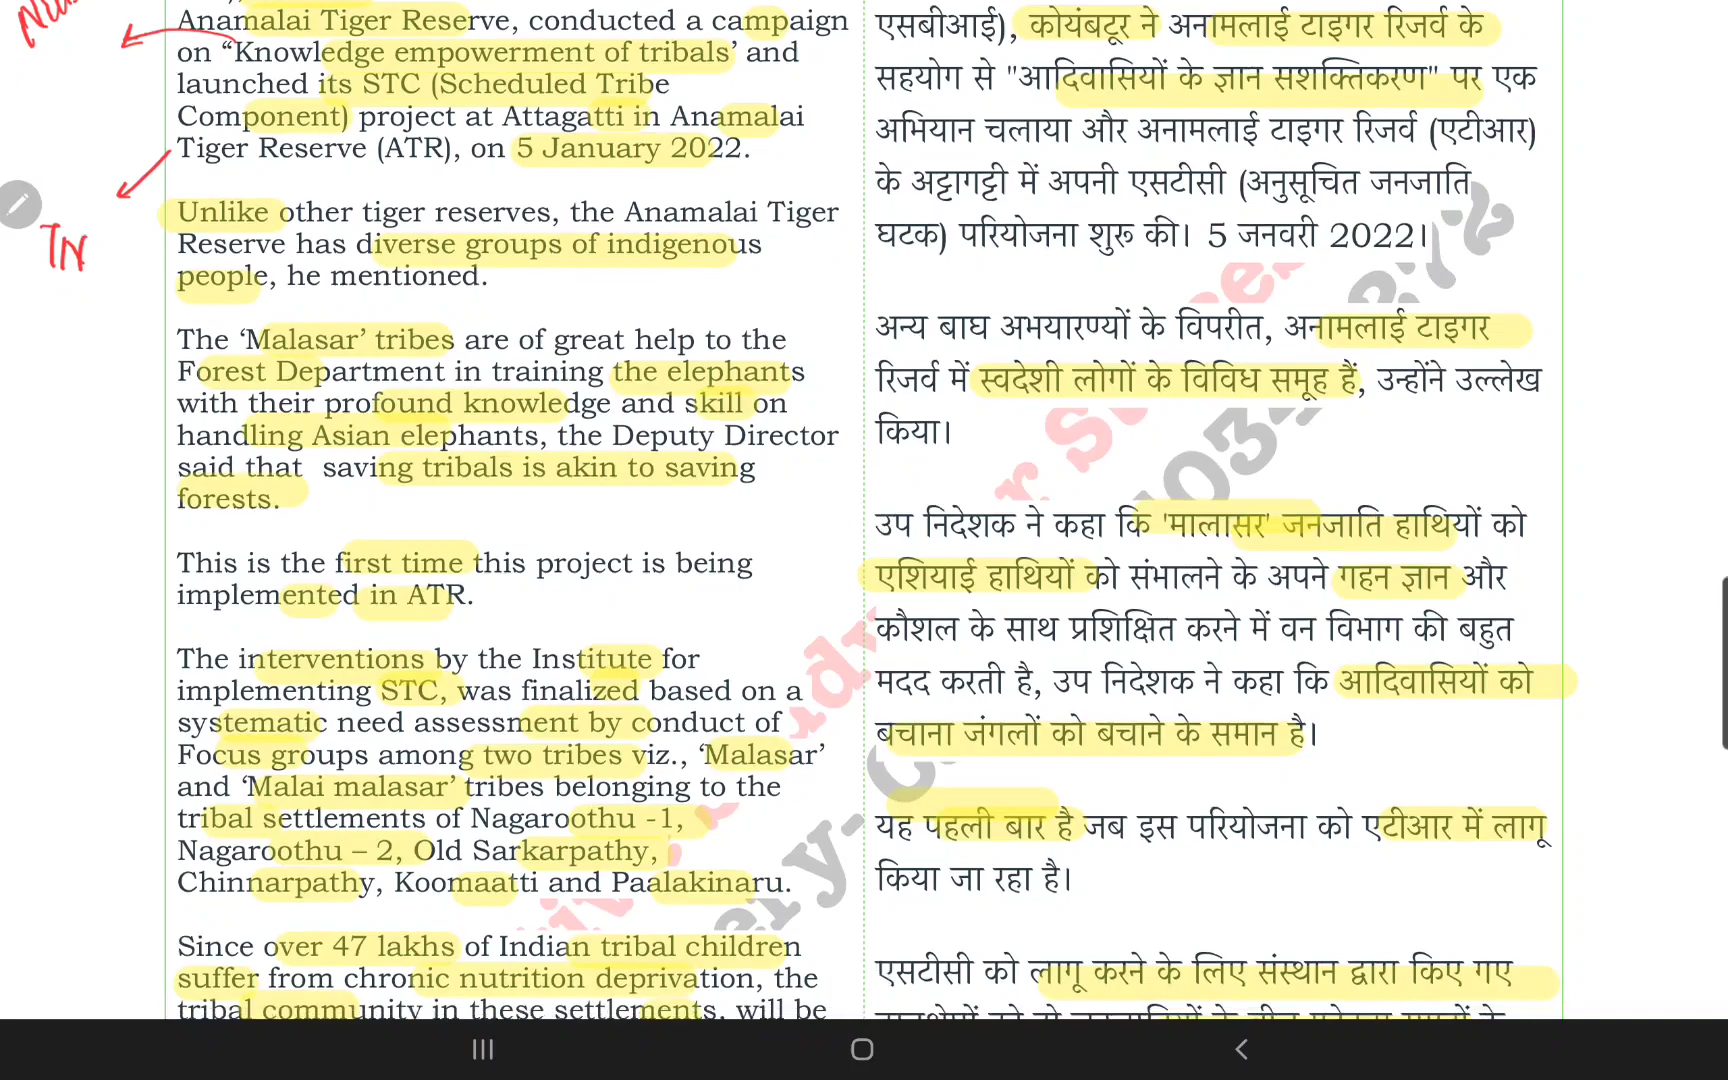 Anamalai Tiger Reserve, conducted a campaign
on “Knowledge empowerment of tribals’ and
launched its STC (Scheduled Tribe
Component) project at Attagatti in Anamalai
Tiger Reserve (ATR), on 5 January 2022.
TN
Unlike other tiger reserves, the Anamalai Tiger
Reserve has diverse groups of indigenous
people, he mentioned.
The ‘Malasar’ tribes are of great help to the
Forest Department in training the elephants
with their profound knowledge and skill on
handling Asian elephants, the Deputy Director
said that saving tribals is akin to saving
forests.
This is the first time this project is being
implemented in ATR.
The interventions by the Institute for
implementing STC, was finalized based on a
systematic need assessment by conduct of
Focus groups among two tribes viz., ‘Malasar’
and ‘Malai malasar’ tribes belonging to the
tribal settlements of Nagaroothu -1,
Nagaroothu – 2, Old Sarkarpathy,
Chinnarpathy, Koomaatti and Paalakinaru.
Since over 47 lakhs of Indian tribal children
suffer from chronic nutrition deprivation, the
tribal community in these settlements, will be
एसबीआई), कोयंबटूर ने अनामलाई टाइगर रिजर्व के
सहयोग से "आदिवासियों के ज्ञान सशक्तिकरण" पर एक
अभियान चलाया और अनामलाई टाइगर रिजर्व (एटीआर)
के अट्टागट्टी में अपनी एसटीसी (अनुसूचित जनजाति
घटक) परियोजना शुरू की। 5 जनवरी 2022।
अन्य बाघ अभयारण्यों के विपरीत, अनामलाई टाइगर
रिजर्व में स्वदेशी लोगों के विविध समूह हैं, उन्होंने उल्लेख
किया।
उप निदेशक ने कहा कि 'मालासर' जनजाति हाथियों को
एशियाई हाथियों को संभालने के अपने गहन ज्ञान और
कौशल के साथ प्रशिक्षित करने में वन विभाग की बहुत
मदद करती है, उप निदेशक ने कहा कि आदिवासियों को
बचाना जंगलों को बचाने के समान है।
यह पहली बार है जब इस परियोजना को एटीआर में लागू
किया जा रहा है।
एसटीसी को लागू करने के लिए संस्थान द्वारा किए गए